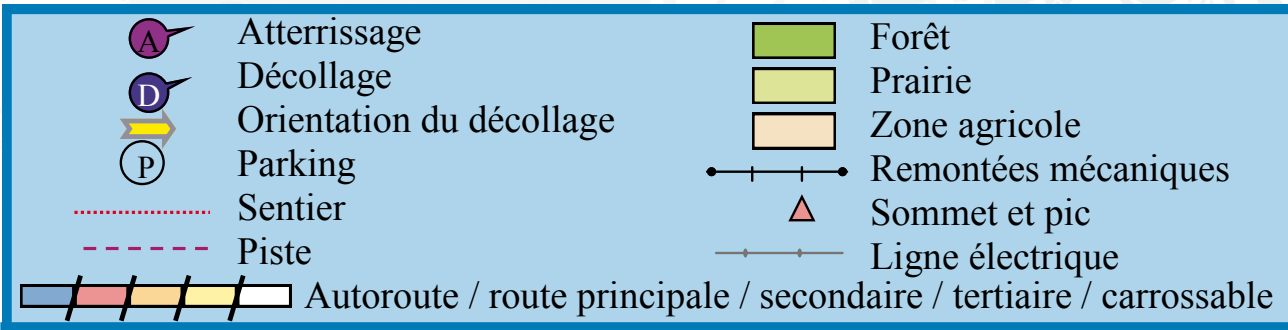 A Atterrissage
D Décollage
Orientation du décollage
P Parking
Sentier
Piste
Forêt
Prairie
Zone agricole
Remontées mécaniques
Sommet et pic
Ligne électrique
Autoroute / route principale / secondaire / tertiaire / carrossable